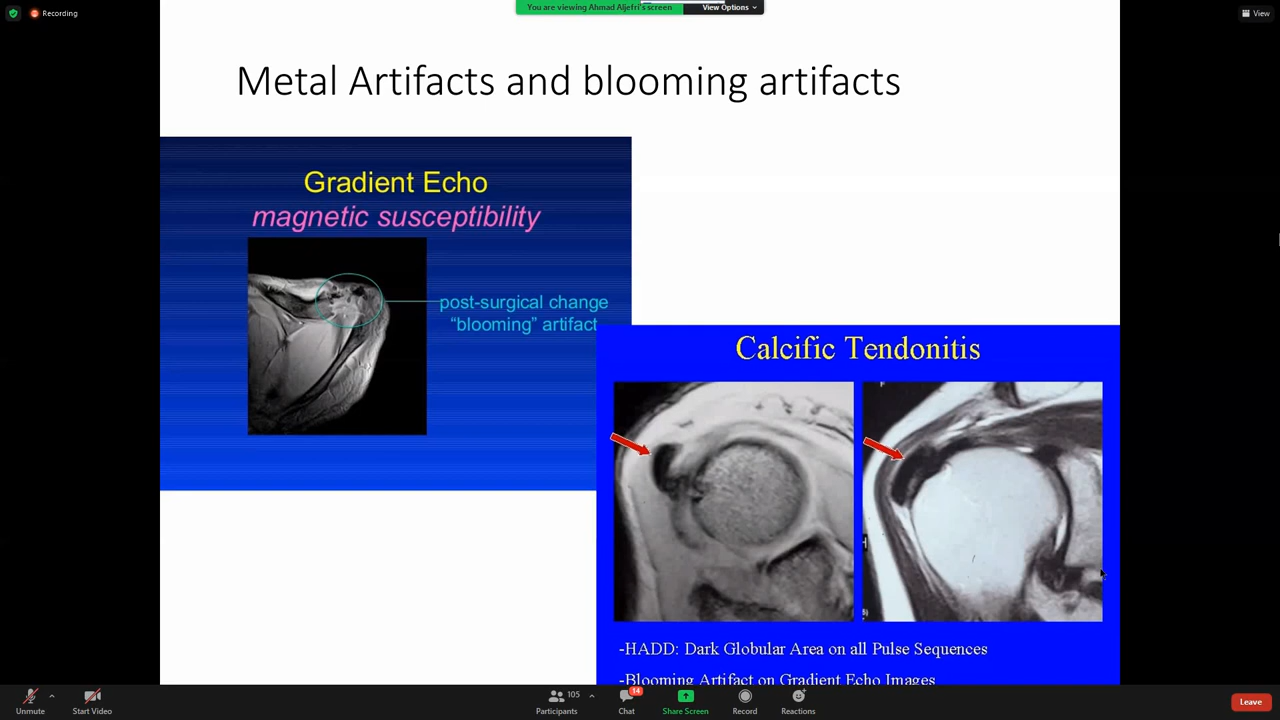 Recording
You are viewing Ahmad Aljefri's screen
View Options
View
Metal Artifacts and blooming artifacts
Gradient Echo
magnetic susceptibility
post-surgical change
“blooming” artifact
Calcific Tendonitis
-HADD: Dark Globular Area on all Pulse Sequences
-Blooming Artifact on Gradient Echo Images
Unmute
Start Video
105
Participants
14
Chat
Share Screen
Record
Reactions
Leave